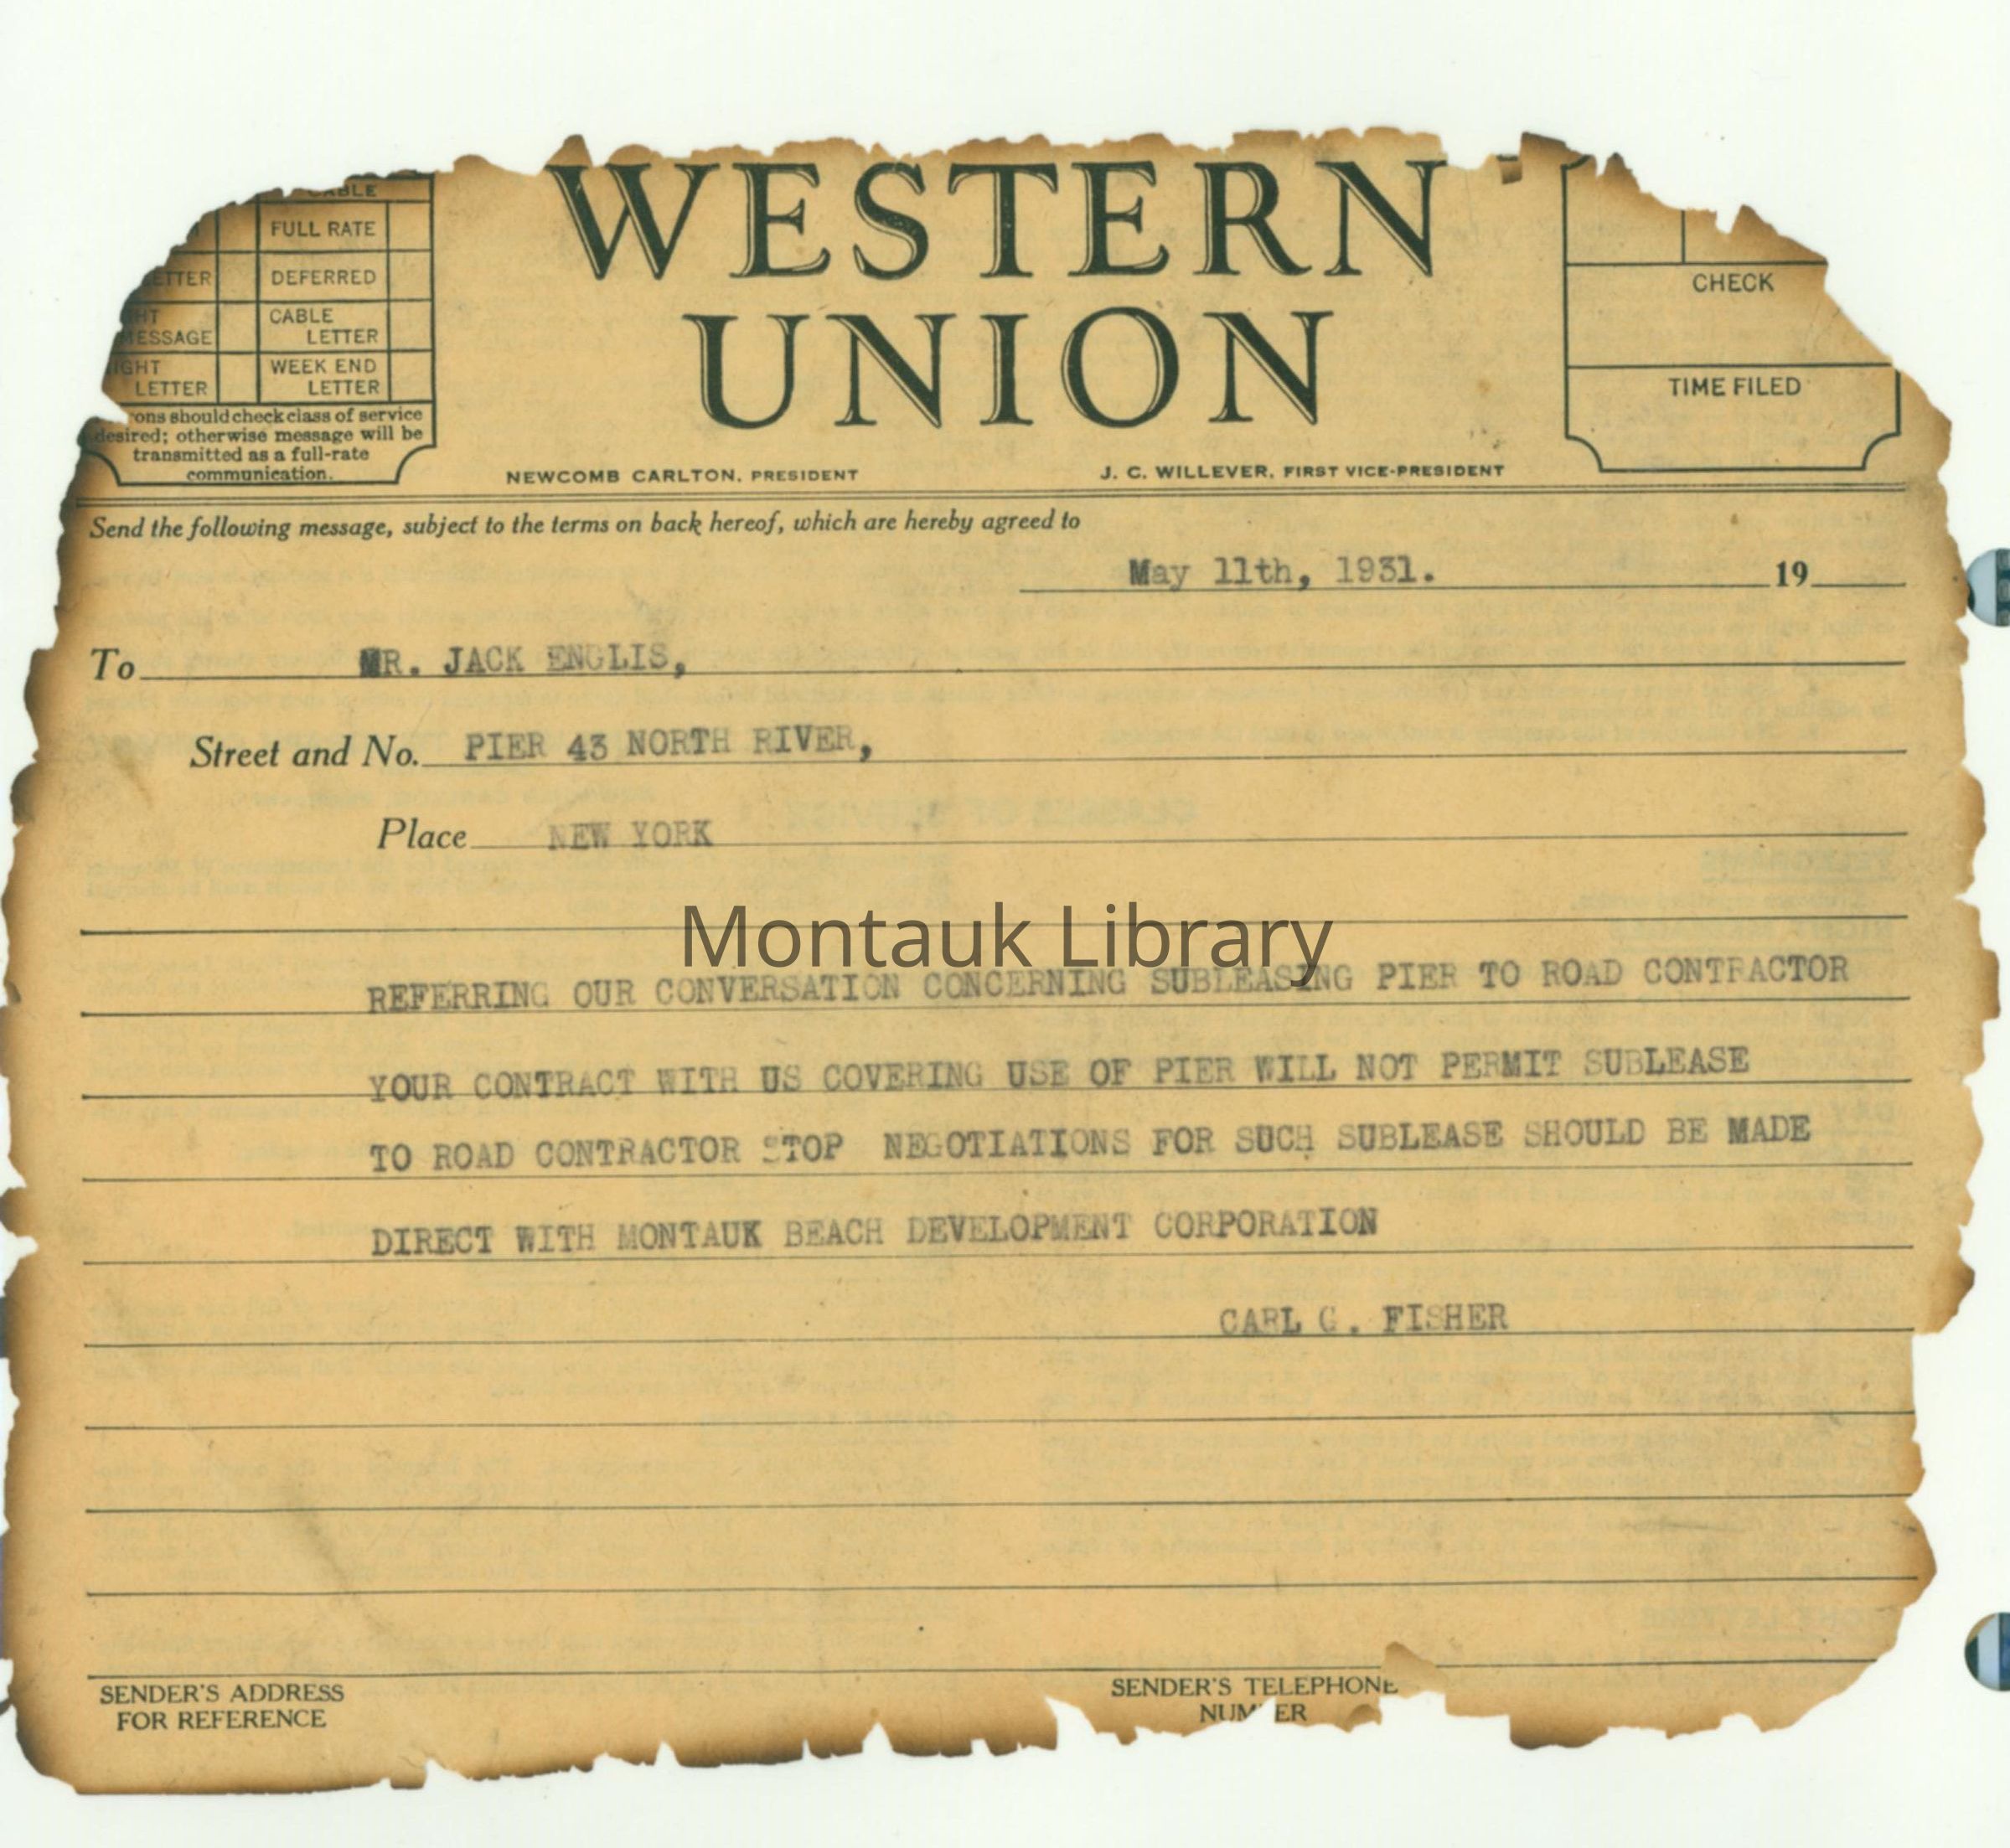 CABLE
FULL RATE
DEFERRED
CABLE
LETTER
MESSAGE
WEEK END
LETTER
LETTER
should check class of service
desired; otherwise message will be
transmitted as a full-rate
communication.
WESTERN
UNION
NEWCOMB CARLTON, PRESIDENT
J. C. WILLEVER, FIRST VICE-PRESIDENT
CHECK
TIME FILED
Send the following message, subject to the terms on back hereof, which are hereby agreed to
May 11th, 1931. 19
To MR. JACK ENGLIS,
Street and No. PIER 43 NORTH RIVER,
Place NEW YORK
Montauk Library
REFERRING OUR CONVERSATION CONCERNING SUBLEASING PIER TO ROAD CONTRACTOR
YOUR CONTRACT WITH US COVERING USE OF PIER WILL NOT PERMIT SUBLEASE
TO ROAD CONTRACTOR STOP NEGOTIATIONS FOR SUCH SUBLEASE SHOULD BE MADE
DIRECT WITH MONTAUK BEACH DEVELOPMENT CORPORATION
CARL G. FISHER
SENDER'S ADDRESS
FOR REFERENCE
SENDER'S TELEPHONE
NUMBER